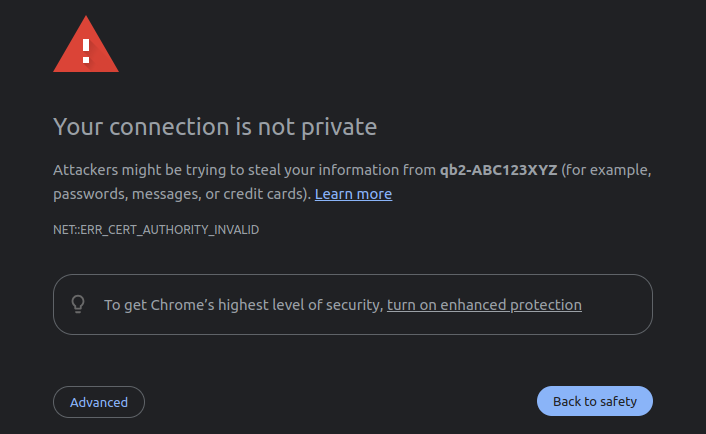 Your connection is not private
Attackers might be trying to steal your information from qb2-ABC123XYZ (for example,
passwords, messages, or credit cards). Learn more
NET::ERR_CERT_AUTHORITY_INVALID
To get Chrome’s highest level of security, turn on enhanced protection
Advanced
Back to safety